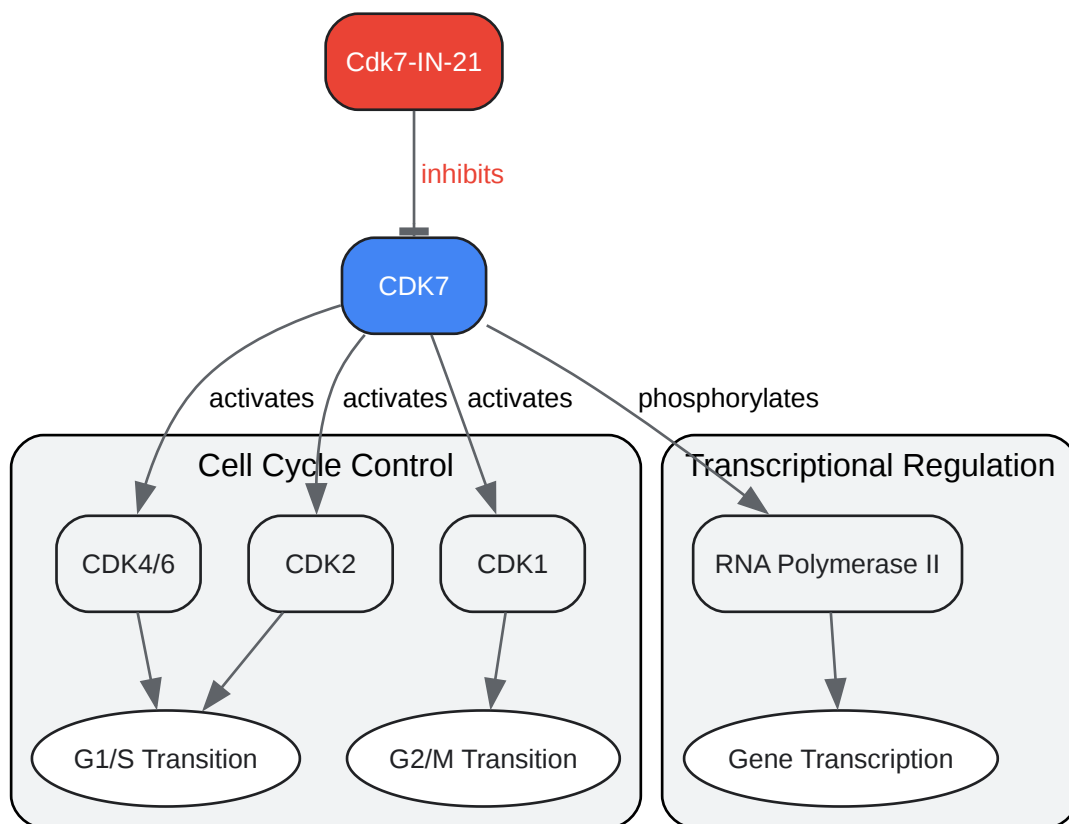 Cdk7-IN-21
inhibits
CDK7
activates
activates
activates
phosphorylates
Cell Cycle Control
Transcriptional Regulation
CDK4/6
CDK2
CDK1
RNA Polymerase II
G1/S Transition
G2/M Transition
Gene Transcription